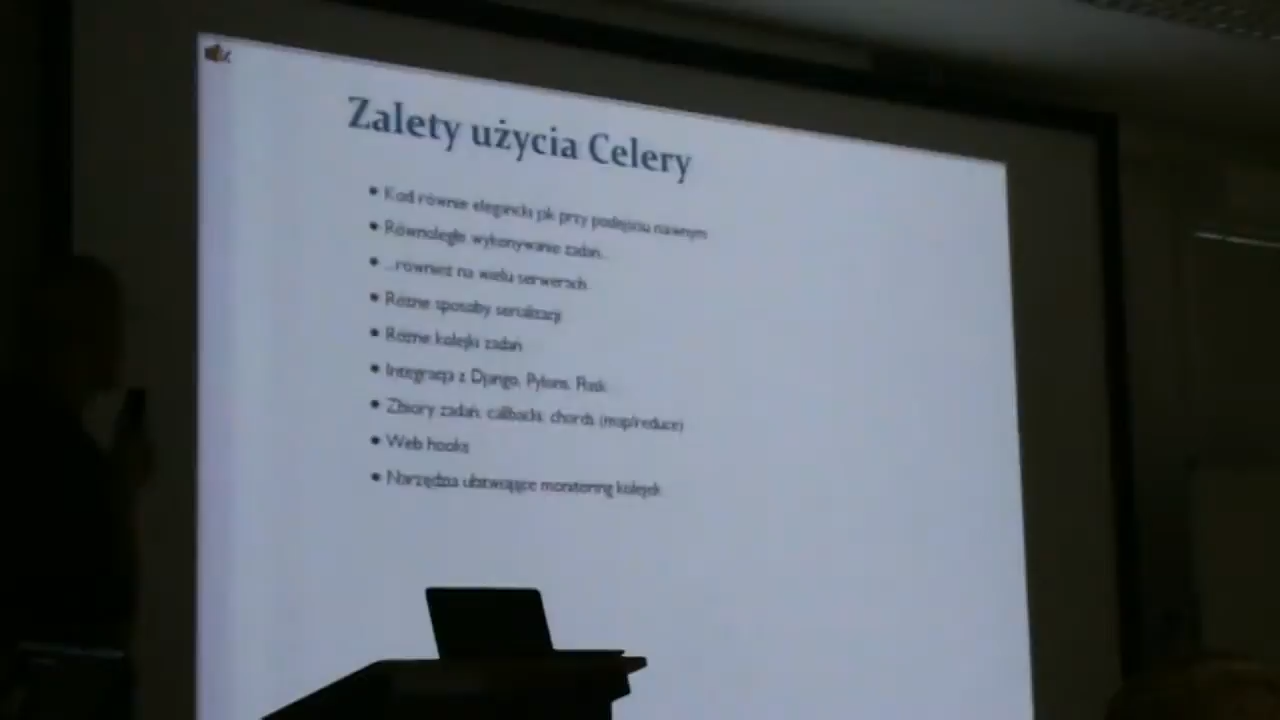 Zalety użycia Celery
• Kod równie elegancki jak przy podejściu naiwnym
• Równoległe wykonywanie zadań...
• ...również na wielu serwerach
• Różne sposoby serializacji
• Różne kolejki zadań
• Integracja z Django, Pylons, Flask...
• Zbiory zadań, callbacks, chords (map/reduce)
• Web hooks
• Narzędzia ułatwiające monitoring kolejek